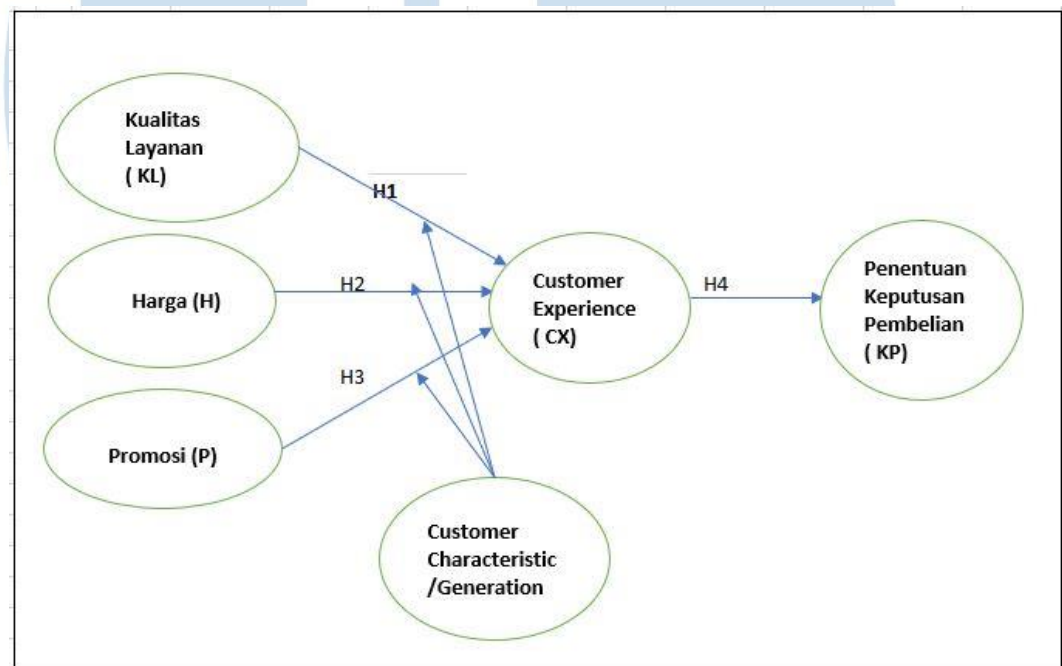 Kualitas
Layanan
( KL)
H1
Harga (H)
H2
Customer
Experience
( CX)
H4
Penentuan
Keputusan
Pembelian
( KP)
H3
Promosi (P)
Customer
Characteristic
/Generation